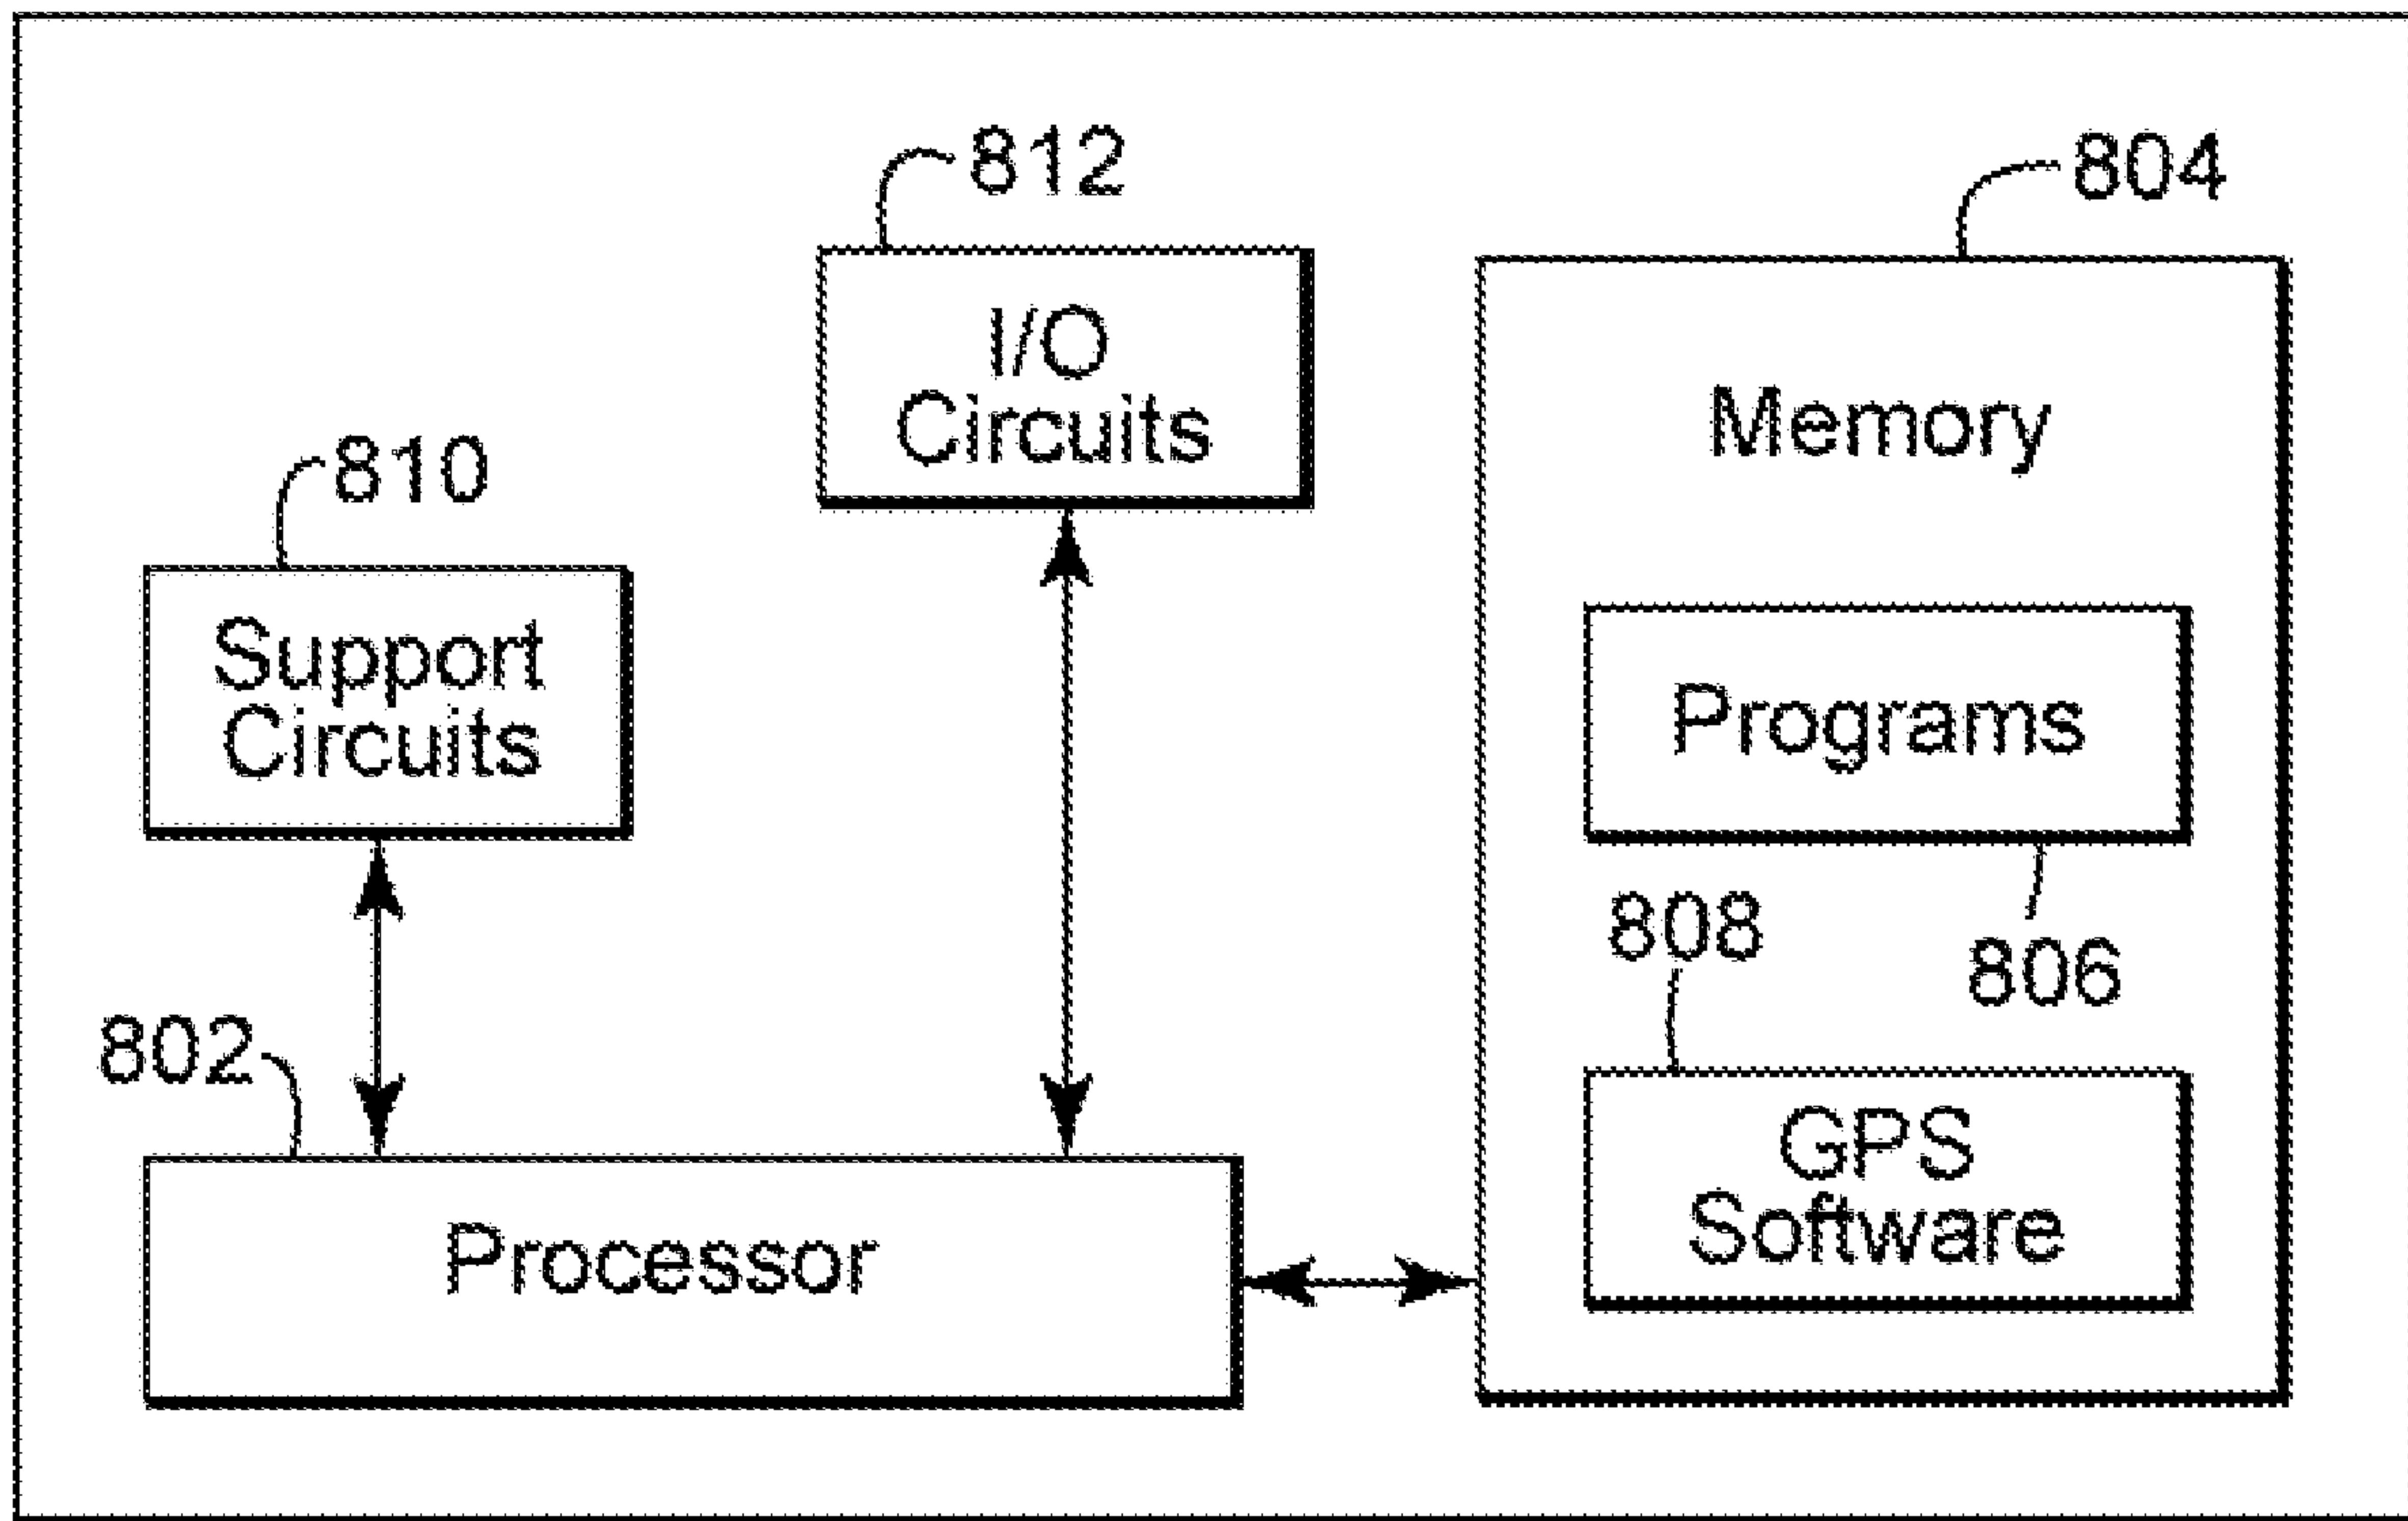 812
I/O
Circuits
804
Memory
810
Support
Circuits
Programs
806
808
GPS
Software
802
Processor